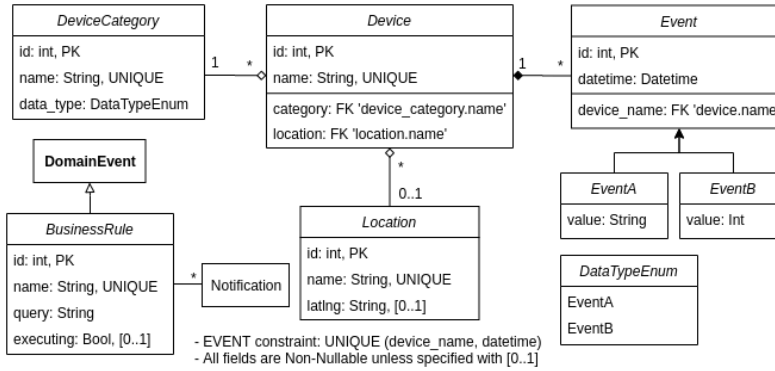 DeviceCategory
id: int, PK
name: String, UNIQUE
data_type: DataTypeEnum
1
*
Device
id: int, PK
name: String, UNIQUE
category: FK 'device_category.name'
location: FK 'location.name'
1
*
Event
id: int, PK
datetime: Datetime
device_name: FK 'device.name
*
0..1
DomainEvent
BusinessRule
id: int, PK
name: String, UNIQUE
query: String
executing: Bool, [0..1]
*
Notification
Location
id: int, PK
name: String, UNIQUE
latlng: String, [0..1]
EventA
value: String
EventB
value: Int
DataTypeEnum
EventA
EventB
- EVENT constraint: UNIQUE (device_name, datetime)
- All fields are Non-Nullable unless specified with [0..1]